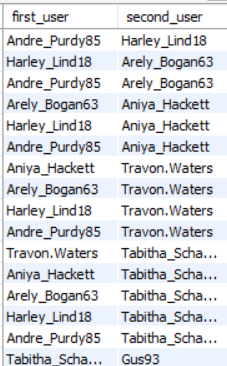 first_user second_user
Andre_Purdy85 Harley_Lind18
Harley_Lind18 Arely_Bogan63
Andre_Purdy85 Arely_Bogan63
Arely_Bogan63 Aniya_Hackett
Harley_Lind18 Aniya_Hackett
Andre_Purdy85 Aniya_Hackett
Aniya_Hackett Travon.Waters
Arely_Bogan63 Travon.Waters
Harley_Lind18 Travon.Waters
Andre_Purdy85 Travon.Waters
Travon.Waters Tabitha_Scha...
Aniya_Hackett Tabitha_Scha...
Arely_Bogan63 Tabitha_Scha...
Harley_Lind18 Tabitha_Scha...
Andre_Purdy85 Tabitha_Scha...
Tabitha_Scha... Gus93